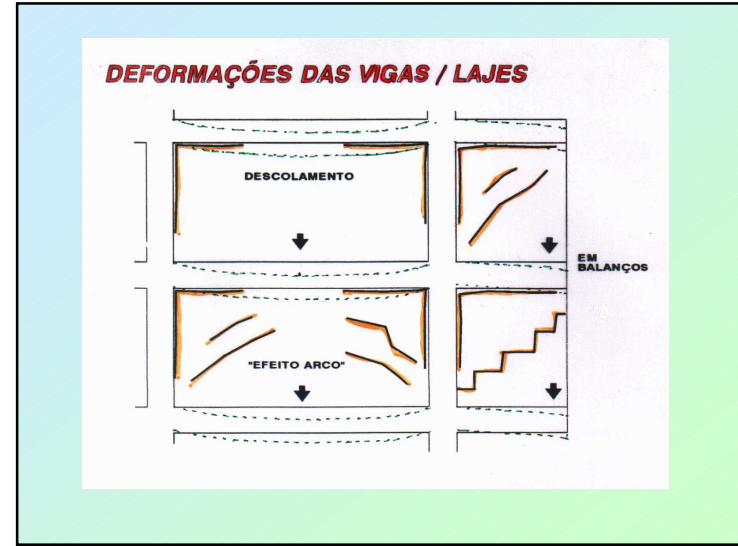 DEFORMAÇÕES DAS VIGAS / LAJES
DESCOLAMENTO
EM
BALANÇOS
"EFEITO ARCO"